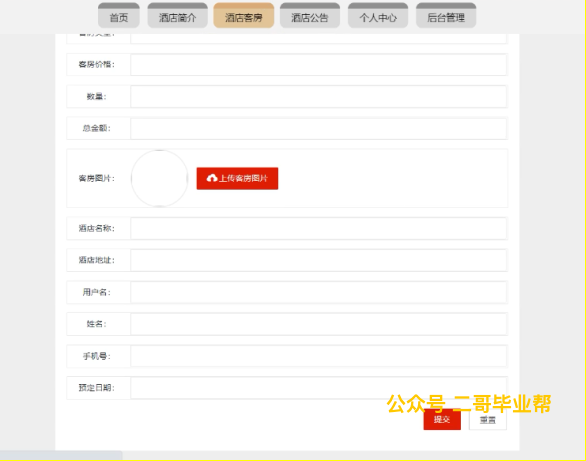 首页 酒店简介 酒店客房 酒店公告 个人中心 后台管理
客房价格：
数量：
总金额：
客房图片：
上传客房图片
酒店名称：
酒店地址：
用户名：
姓名：
手机号：
预定日期：
公众号 二哥毕业帮
提交 重置